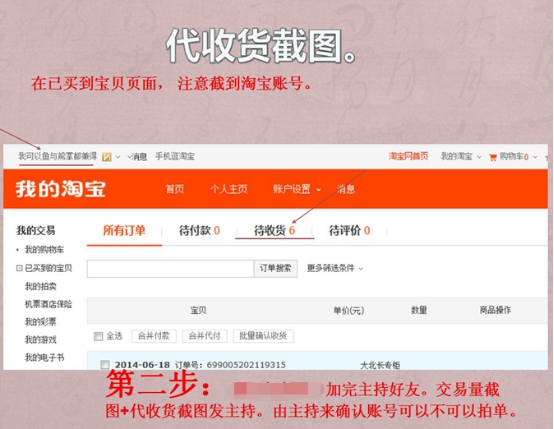 代收货截图。
在已买到宝贝页面，注意截到淘宝账号。
我可以鱼与熊掌都兼得 消息 手机逛淘宝 淘宝网首页 我的淘宝 购物车0
我的淘宝 首页 个人主页 账户设置 消息
我的交易 所有订单 待付款 0 待收货 6 待评价 0
我的购物车
已买到的宝贝 订单搜索 更多筛选条件
我的拍卖
机票酒店保险 宝贝 单价(元) 数量 商品操作
我的彩票
我的游戏 全选 合并付款 合并代付 批量确认收货
我的电子书 2014-06-18 订单号：699005202119315 大北长专柜
第二步： 加完主持好友。交易量截
图+代收货截图发主持。由主持来确认账号可以不可以拍单。